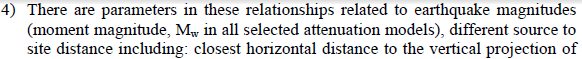 4) There are parameters in these relationships related to earthquake magnitudes
(moment magnitude, Mw in all selected attenuation models), different source to
site distance including: closest horizontal distance to the vertical projection of